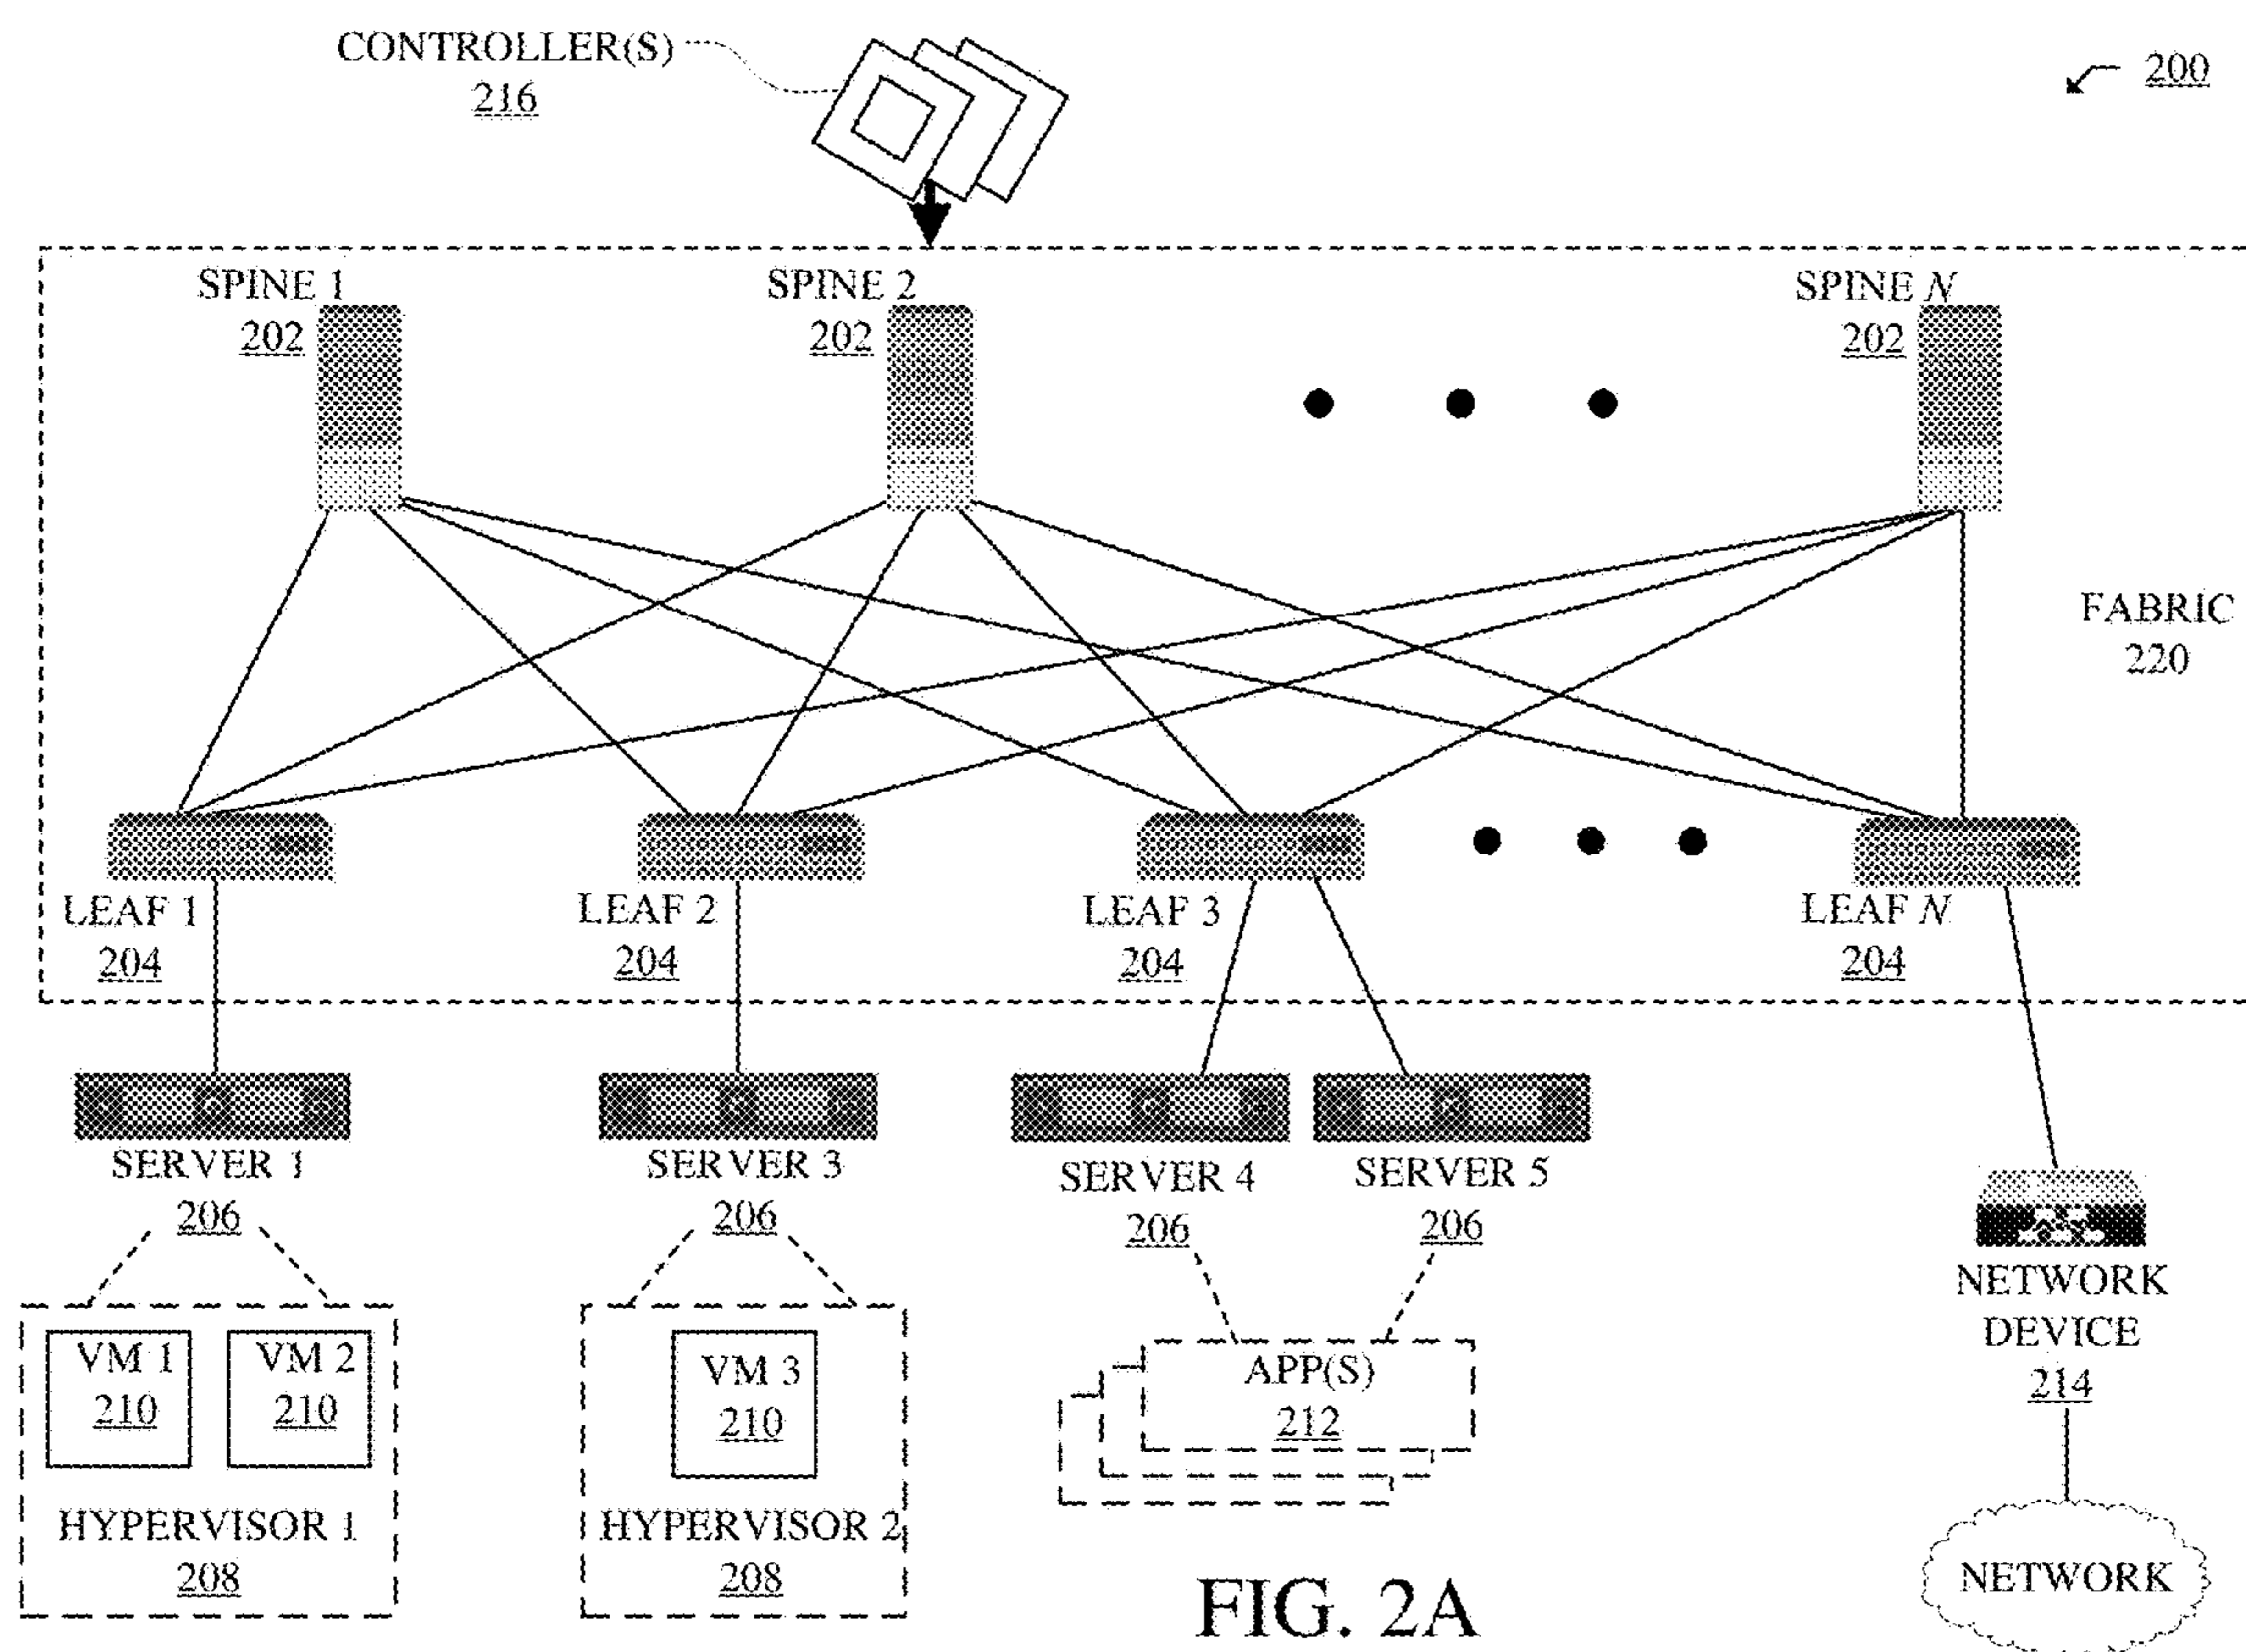 CONTROLLER(S)
216
200
SPINE 1
202
SPINE 2
202
SPINE N
202
FABRIC
220
LEAF 1
204
LEAF 2
204
LEAF 3
204
LEAF N
204
SERVER 1
206
SERVER 3
206
SERVER 4
206
SERVER 5
206
NETWORK
DEVICE
214
VM 1
210
VM 2
210
HYPERVISOR 1
208
VM 3
210
HYPERVISOR 2
208
APP(S)
212
NETWORK
FIG. 2A